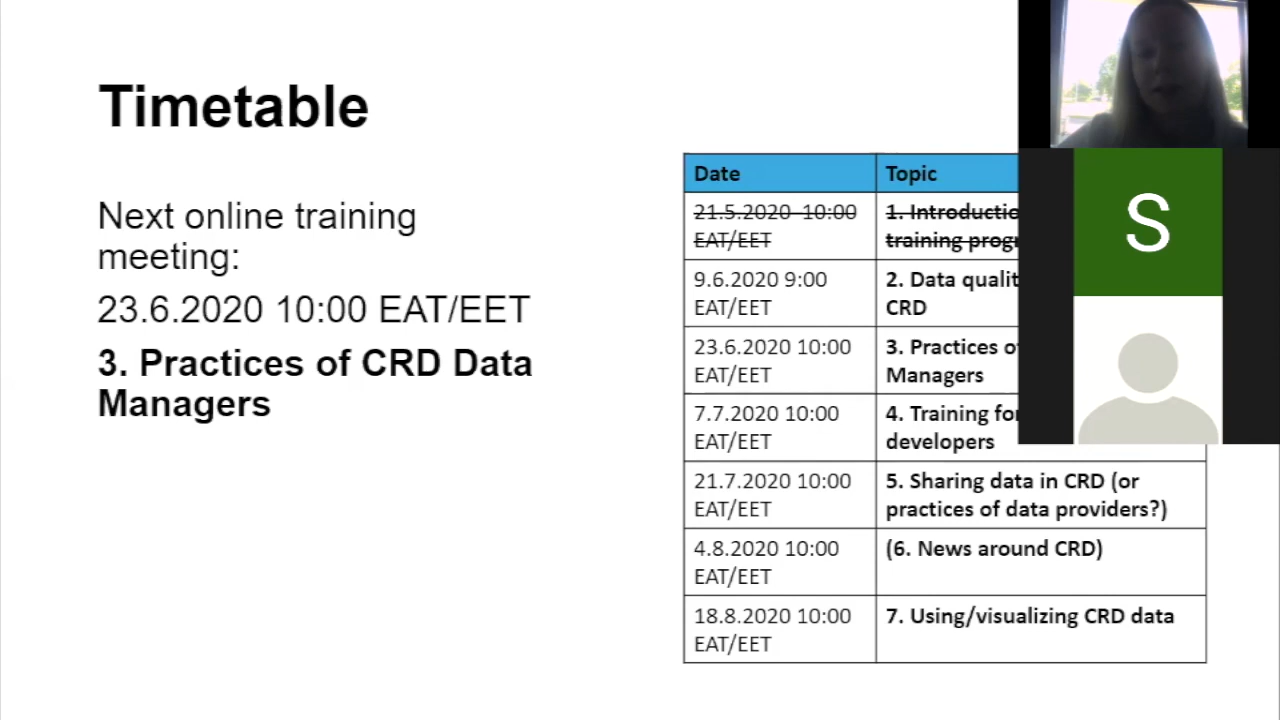 Timetable
Next online training
meeting:
23.6.2020 10:00 EAT/EET
3. Practices of CRD Data
Managers
Date Topic
21.5.2020 10:00 1.
EAT/EET training
9.6.2020 9:00 2. Data
EAT/EET CRD
23.6.2020 10:00 3. Practices
EAT/EET Managers
7.7.2020 10:00 4. Training
EAT/EET developers
21.7.2020 10:00 5. Sharing data in CRD (or
EAT/EET practices of data providers?)
4.8.2020 10:00 (6. News around CRD)
EAT/EET
18.8.2020 10:00 7. Using/visualizing CRD data
EAT/EET
S